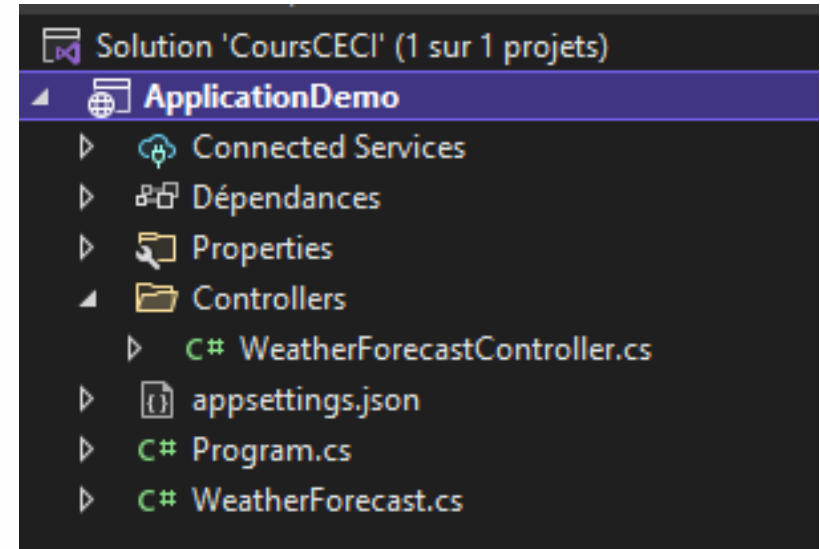 Solution 'CoursCECI' (1 sur 1 projets)
ApplicationDemo
Connected Services
Dépendances
Properties
Controllers
C# WeatherForecastController.cs
appsettings.json
C# Program.cs
C# WeatherForecast.cs